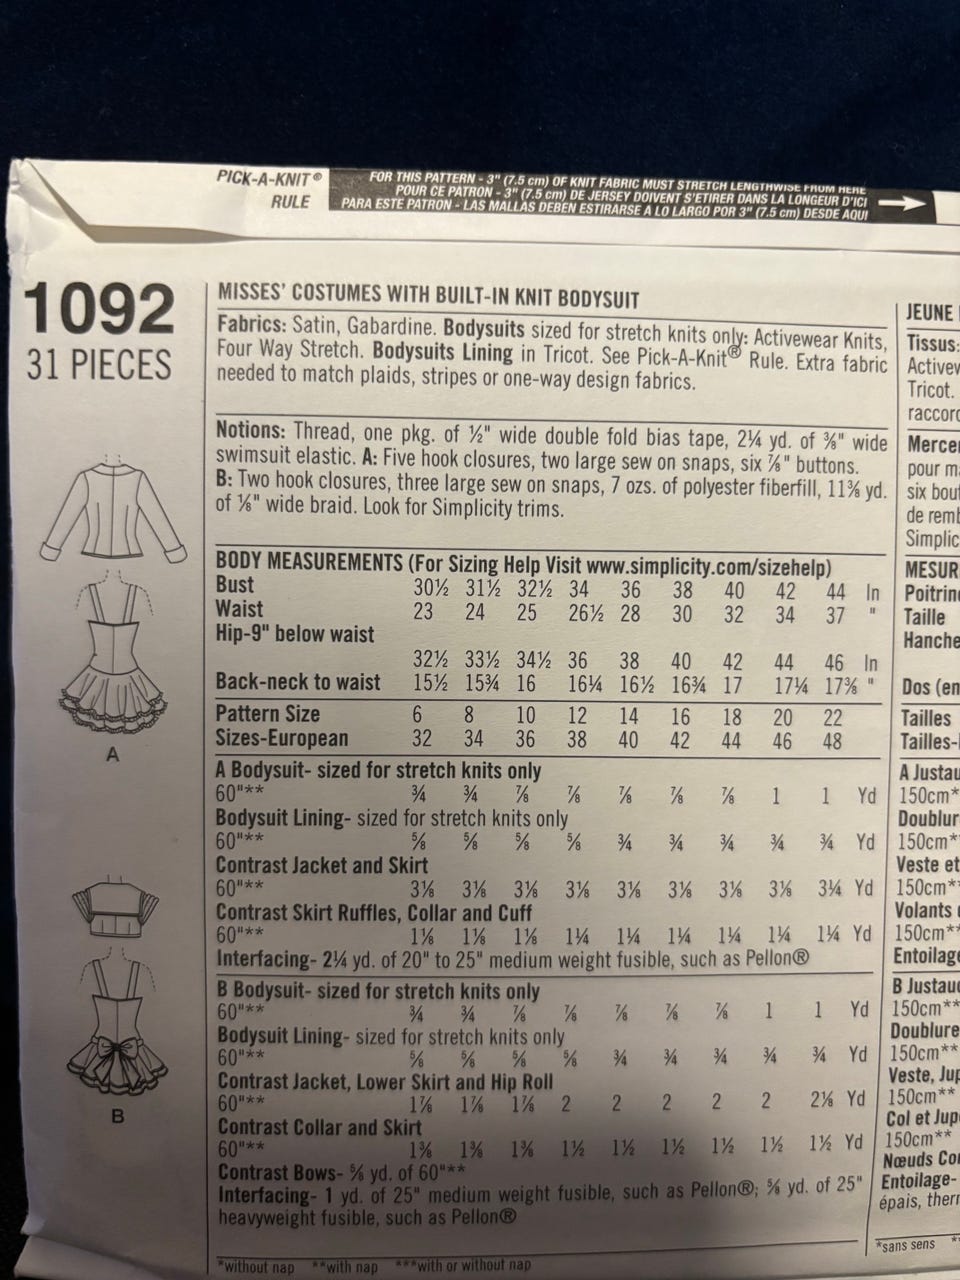 PICK-A-KNIT®
RULE
FOR THIS PATTERN - 3" (7.5 cm) OF KNIT FABRIC MUST STRETCH LENGTHWISE FROM HERE
POUR CE PATRON - 3" (7.5 cm) DE JERSEY DOIVENT S'ETIRER DANS LA LONGEUR D'ICI
PARA ESTE PATRON - LAS MALLAS DEBEN ESTIRARSE A LO LARGO POR 3" (7.5 cm) DESDE AQUI
1092
31 PIECES
A
B
MISSES' COSTUMES WITH BUILT-IN KNIT BODYSUIT
Fabrics: Satin, Gabardine. Bodysuits sized for stretch knits only: Activewear Knits,
Four Way Stretch. Bodysuits Lining in Tricot. See Pick-A-Knit® Rule. Extra fabric
needed to match plaids, stripes or one-way design fabrics.
Notions: Thread, one pkg. of ½" wide double fold bias tape, 2¼ yd. of ⅜" wide
swimsuit elastic. A: Five hook closures, two large sew on snaps, six ⅞" buttons.
B: Two hook closures, three large sew on snaps, 7 ozs. of polyester fiberfill, 11⅜ yd.
of ⅛" wide braid. Look for Simplicity trims.
BODY MEASUREMENTS (For Sizing Help Visit www.simplicity.com/sizehelp)
Bust 30½ 31½ 32½ 34 36 38 40 42 44 In
Waist 23 24 25 26½ 28 30 32 34 37 "
Hip-9" below waist
32½ 33½ 34½ 36 38 40 42 44 46 In
Back-neck to waist 15½ 15¾ 16 16¼ 16½ 16¾ 17 17¼ 17⅜ "
Pattern Size 6 8 10 12 14 16 18 20 22
Sizes-European 32 34 36 38 40 42 44 46 48
A Bodysuit- sized for stretch knits only
60"** ¾ ¾ ⅞ ⅞ ⅞ ⅞ ⅞ 1 1 Yd
Bodysuit Lining- sized for stretch knits only
60"** ⅝ ⅝ ⅝ ⅝ ¾ ¾ ¾ ¾ ¾ Yd
Contrast Jacket and Skirt
60"** 3⅛ 3⅛ 3⅛ 3⅛ 3⅛ 3⅛ 3⅛ 3⅛ 3¼ Yd
Contrast Skirt Ruffles, Collar and Cuff
60"** 1⅛ 1⅛ 1⅛ 1¼ 1¼ 1¼ 1¼ 1¼ 1¼ Yd
Interfacing- 2¼ yd. of 20" to 25" medium weight fusible, such as Pellon®
B Bodysuit- sized for stretch knits only
60"** ¾ ¾ ⅞ ⅞ ⅞ ⅞ ⅞ 1 1 Yd
Bodysuit Lining- sized for stretch knits only
60"** ⅝ ⅝ ⅝ ⅝ ¾ ¾ ¾ ¾ ¾ Yd
Contrast Jacket, Lower Skirt and Hip Roll
60"** 1⅞ 1⅞ 1⅞ 2 2 2 2 2 2⅛ Yd
Contrast Collar and Skirt
60"** 1⅜ 1⅜ 1⅜ 1½ 1½ 1½ 1½ 1½ 1½ Yd
Contrast Bows- ⅝ yd. of 60"**
Interfacing- 1 yd. of 25" medium weight fusible, such as Pellon®; ⅝ yd. of 25"
heavyweight fusible, such as Pellon®
*without nap **with nap ***with or without nap
JEUNE
Tissus:
Activew
Tricot.
raccord
Mercer
pour m
six bout
de remb
Simplic
MESUR
Poitrine
Taille
Hanche
Dos (en
Tailles
Tailles-
A Justau
150cm*
Doublur
150cm**
Veste et
150cm**
Volants
150cm**
Entoilage
B Justauc
150cm**
Doublure
150cm**
Veste, Jup
150cm**
Col et Jup
150cm**
Nœuds Co
Entoilage-
épais, therm
*sans sens **